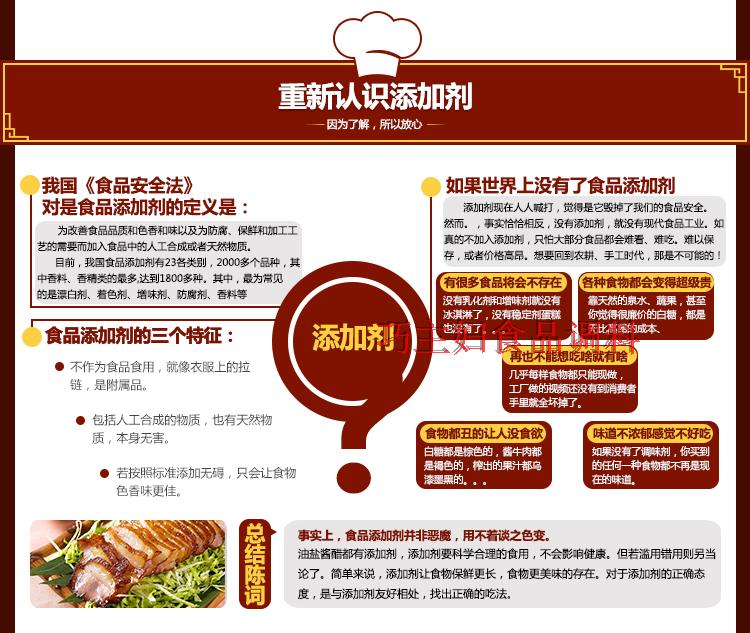 重新认识添加剂
因为了解，所以放心
我国《食品安全法》
对是食品添加剂的定义是：
为改善食品品质和色香和味以及为防腐、保鲜和加工工
艺的需要而加入食品中的人工合成或者天然物质。
目前，我国食品添加剂有23各类别，2000多个品种，其
中香料、香精类的最多,达到1800多种。其中，最为常见
的是漂白剂、着色剂、增味剂、防腐剂、香料等
食品添加剂的三个特征：
不作为食品食用，就像衣服上的拉
链，是附属品。
包括人工合成的物质，也有天然物
质，本身无害。
若按照标准添加无碍，只会让食物
色香味更佳。
添加剂
巧主妇食品调料
如果世界上没有了食品添加剂
添加剂现在人人喊打，觉得是它毁掉了我们的食品安全。
然而。，事实恰恰相反，没有添加剂，就没有现代食品工业。如
真的不加入添加剂，只怕大部分食品都会难看、难吃。难以保
存，或者价格高昂。想要回到农耕、手工时代，那是不可能的！
有很多食品将会不存在
没有乳化剂和增味剂就没有
冰淇淋了，没有稳定剂蛋糕
也没有了。。
各种食物都会变得超级贵
靠天然的泉水、蔬果，甚至
你觉得很廉价的白糖，都是
无比高昂的成本、
再也不能想吃啥就有啥
几乎每样食物都只能现做，
工厂做的视频还没有到消费者
手里就全坏掉了。
食物都丑的让人没食欲
白糖都是棕色的，酱牛肉都
是褐色的，榨出的果汁都乌
漆墨黑的。。。
味道不浓郁感觉不好吃
如果没有了调味剂，你买到
的任何一种食物都不再是现
在的味道。
总结陈词
事实上，食品添加剂并非恶魔，用不着谈之色变。
油盐酱醋都有添加剂，添加剂要科学合理的食用，不会影响健康。但若滥用错用则另当
论了。简单来说，添加剂让食物保鲜更长，食物更美味的存在。对于添加剂的正确态
度，是与添加剂友好相处，找出正确的吃法。